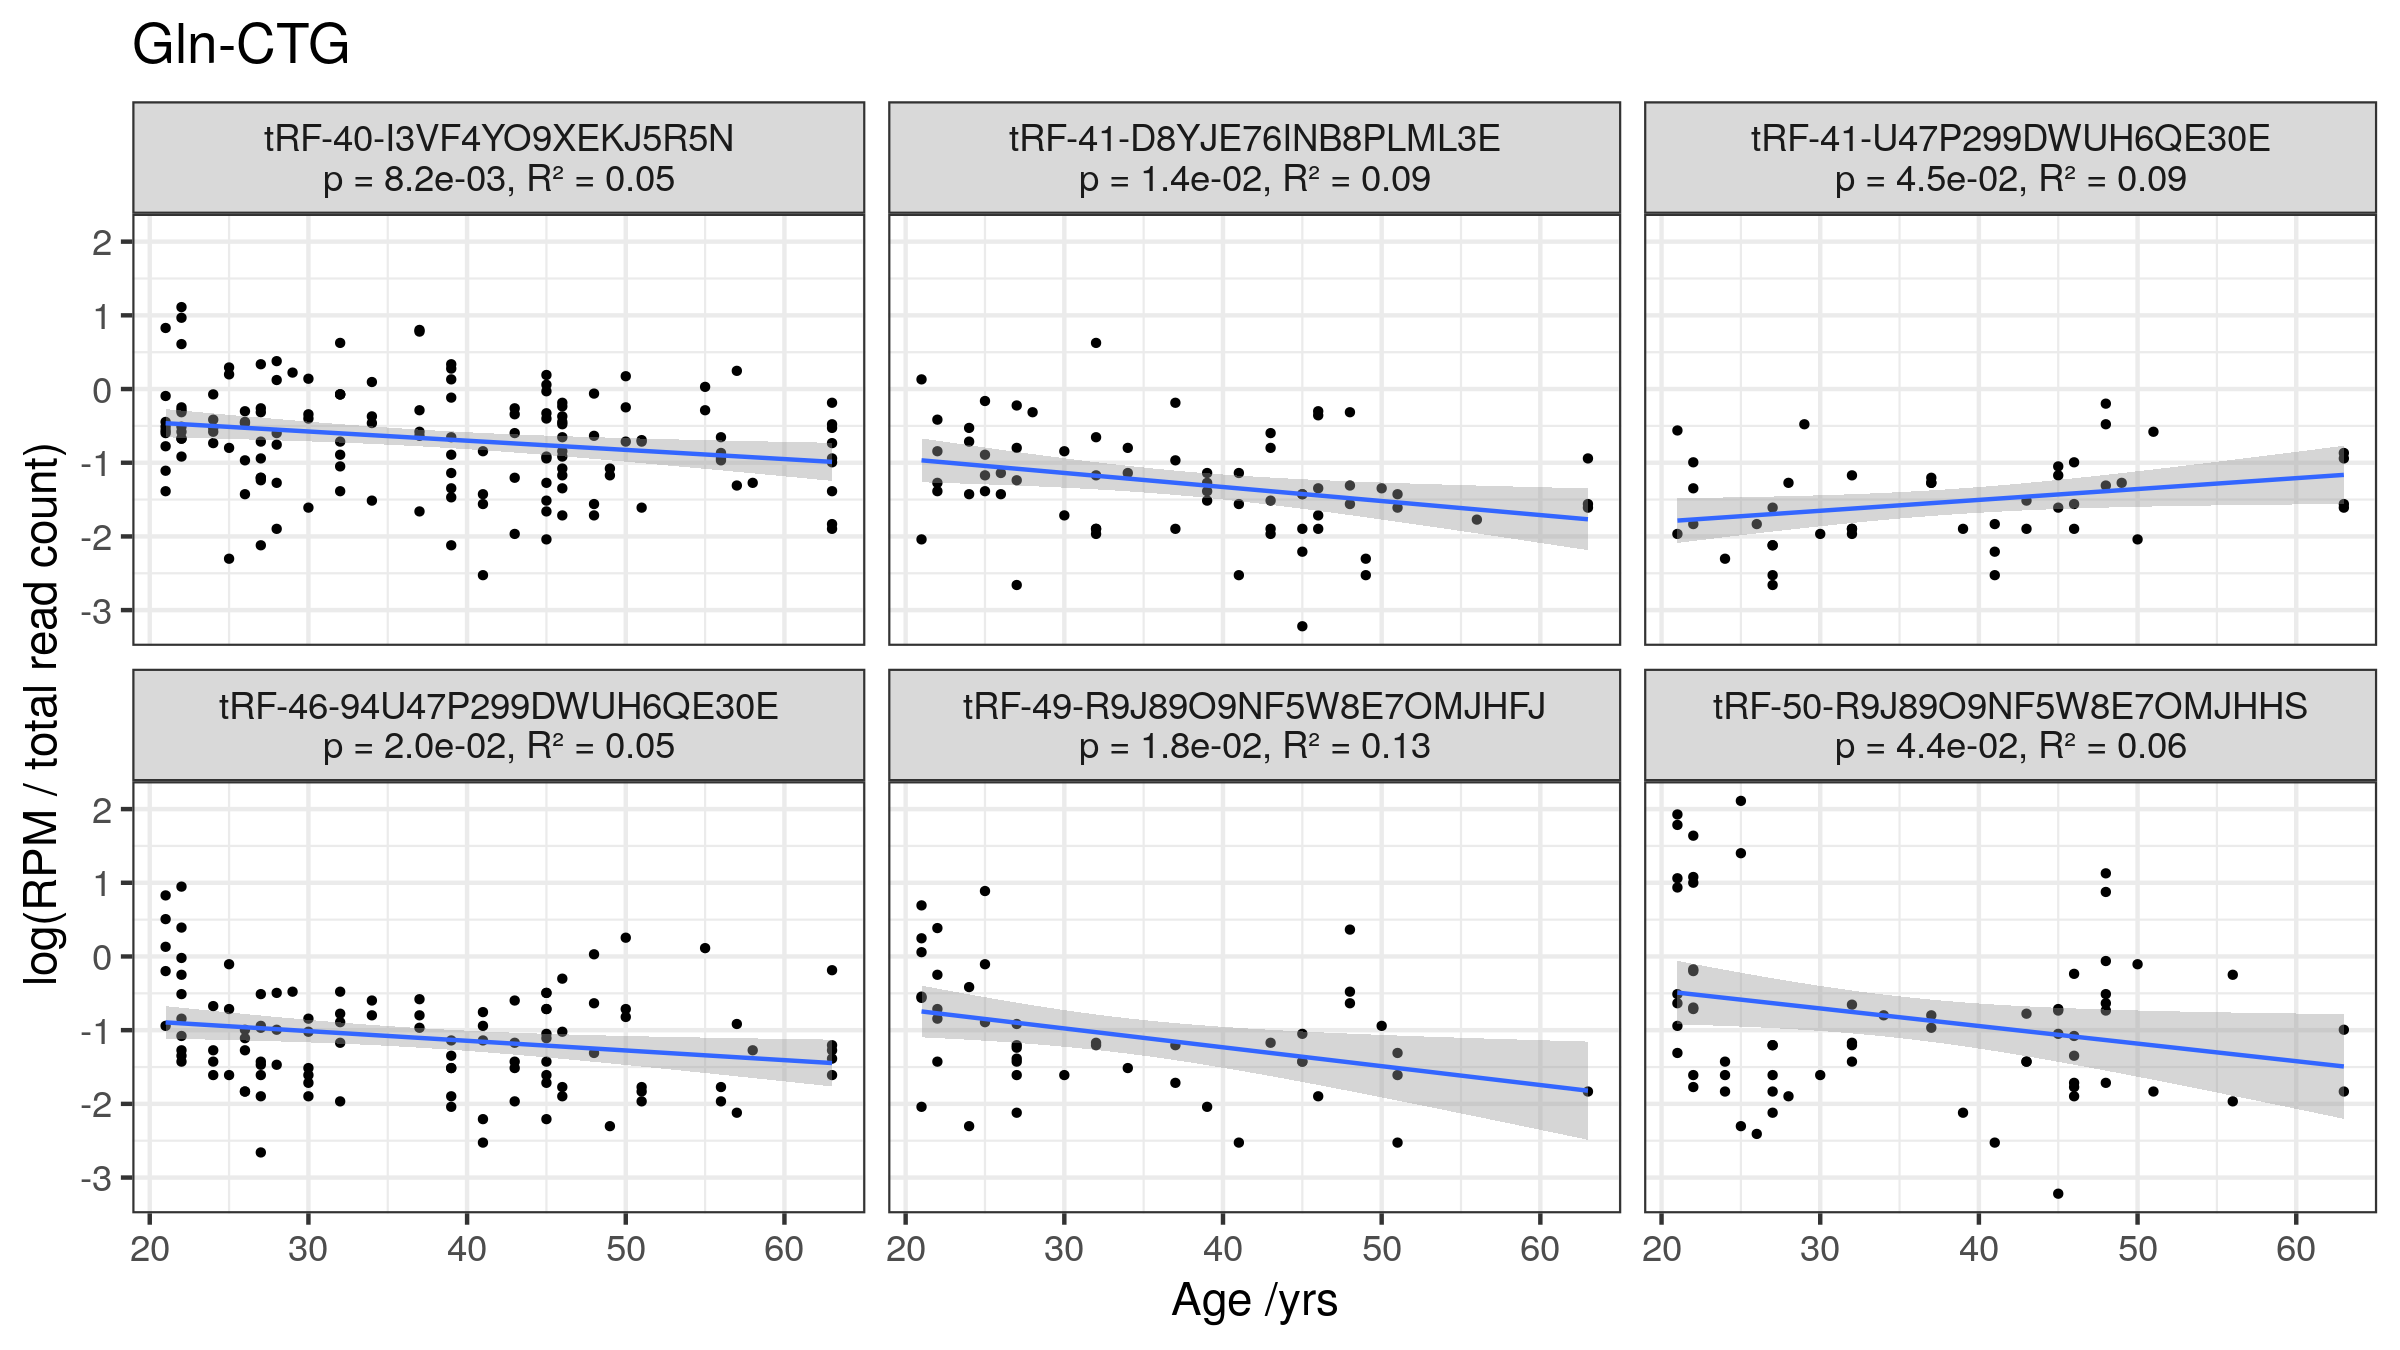 Gln-CTG
tRF-40-I3VF4YO9XEKJ5R5N
p = 8.2e-03, R² = 0.05
tRF-41-D8YJE76INB8PLML3E
p = 1.4e-02, R² = 0.09
tRF-41-U47P299DWUH6QE30E
p = 4.5e-02, R² = 0.09
2
1
0
-1
-2
-3
tRF-46-94U47P299DWUH6QE30E
p = 2.0e-02, R² = 0.05
tRF-49-R9J89O9NF5W8E7OMJHFJ
p = 1.8e-02, R² = 0.13
tRF-50-R9J89O9NF5W8E7OMJHHS
p = 4.4e-02, R² = 0.06
2
1
0
-1
-2
-3
20 30 40 50 60 20 30 40 50 60 20 30 40 50 60
Age /yrs
log(RPM / total read count)